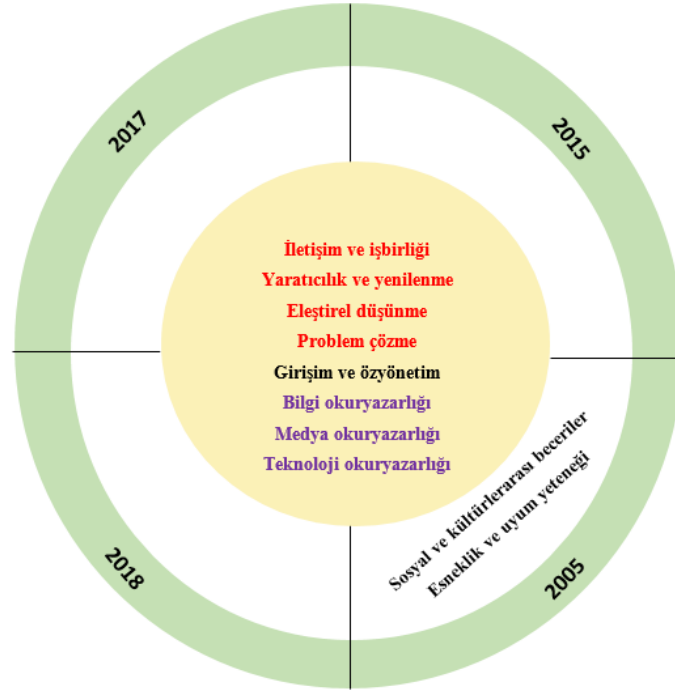 2017
2015
İletişim ve işbirliği
Yaratıcılık ve yenilenme
Eleştirel düşünme
Problem çözme
Girişim ve özyönetim
Bilgi okuryazarlığı
Medya okuryazarlığı
Teknoloji okuryazarlığı
Sosyal ve kültürlerarası beceriler
Esneklik ve uyum yeteneği
2018
2005